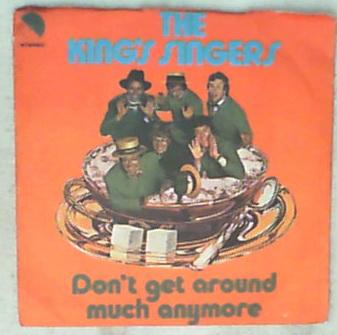 THE
KING'S SINGERS
Don't get around
much anymore